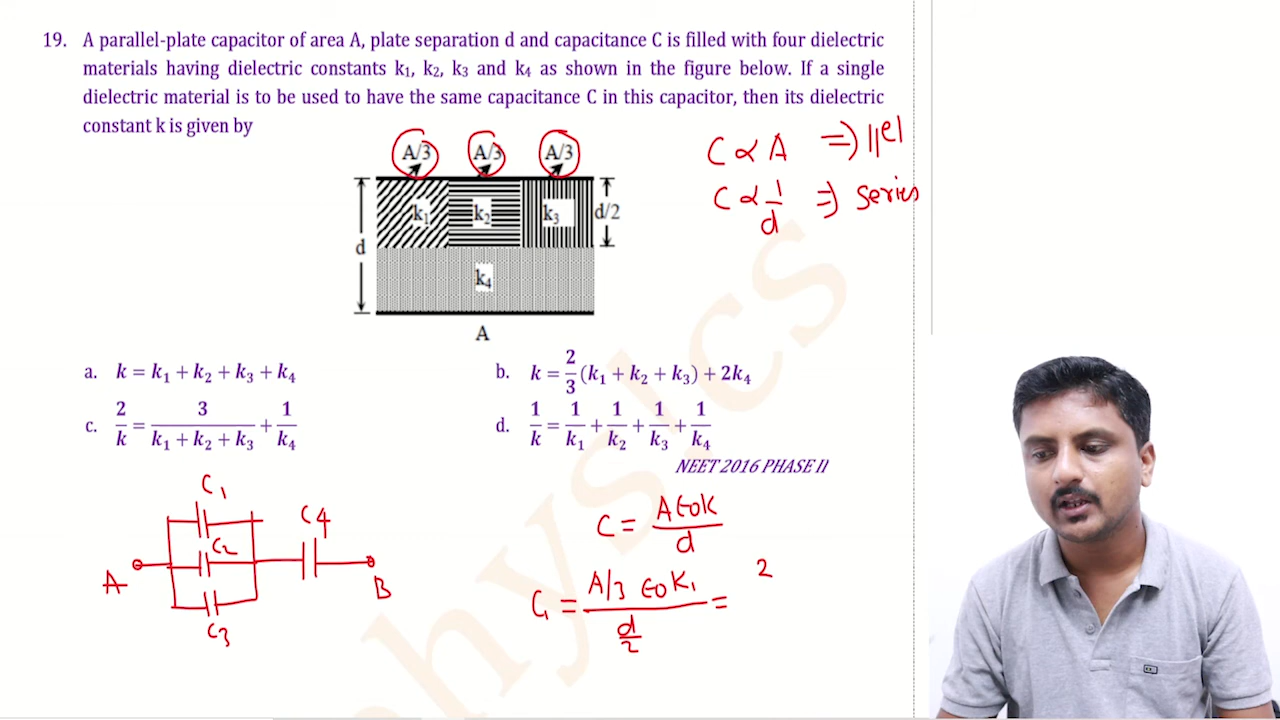 19. A parallel-plate capacitor of area A, plate separation d and capacitance C is filled with four dielectric
materials having dielectric constants k₁, k₂, k₃ and k₄ as shown in the figure below. If a single
dielectric material is to be used to have the same capacitance C in this capacitor, then its dielectric
constant k is given by
A/3 A/3 A/3
k₁ k₂ k₃ d/2
d
k₄
A
C ∝ A ⇒ ||el
C ∝ 1/d ⇒ Series
a. k = k₁ + k₂ + k₃ + k₄
b. k = 2/3 (k₁ + k₂ + k₃) + 2k₄
c. 2/k = 3/(k₁ + k₂ + k₃) + 1/k₄
d. 1/k = 1/k₁ + 1/k₂ + 1/k₃ + 1/k₄
NEET 2016 PHASE II
C₁
C₂
C₃
C4
A
B
C = A ∈₀ K / d
C₁ = A/3 ∈₀ K₁ / (d/2) = 2
physics